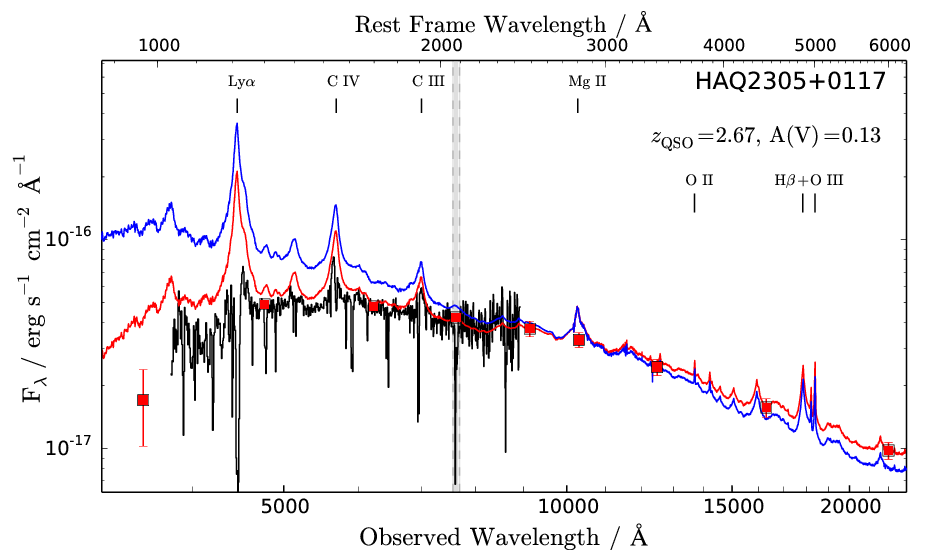 Rest Frame Wavelength / Å
1000 2000 3000 4000 5000 6000
Lyα C IV C III Mg II
HAQ2305+0117
z_QSO=2.67, A(V)=0.13
O II Hβ+O III
F_λ / erg s⁻¹ cm⁻² Å⁻¹
10⁻¹⁶
10⁻¹⁷
5000 10000 15000 20000
Observed Wavelength / Å